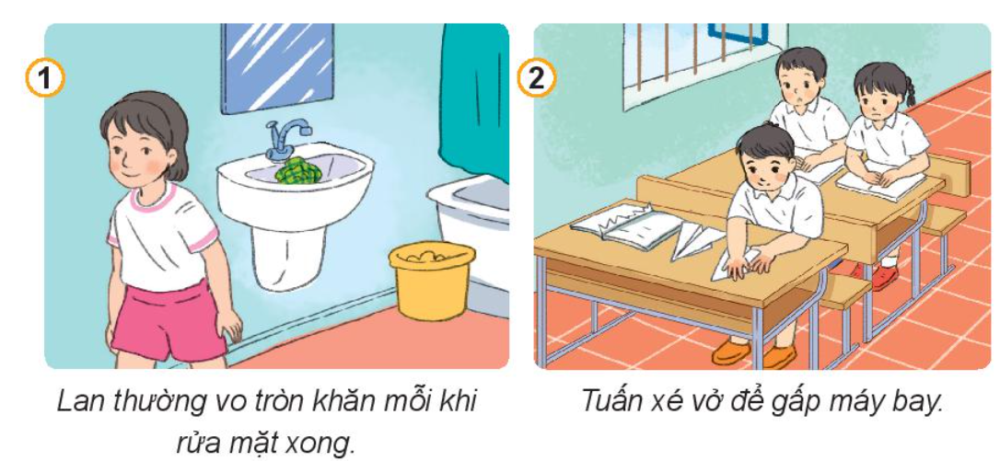 1
Lan thường vo tròn khăn mỗi khi
rửa mặt xong.
2
Tuấn xé vở để gấp máy bay.